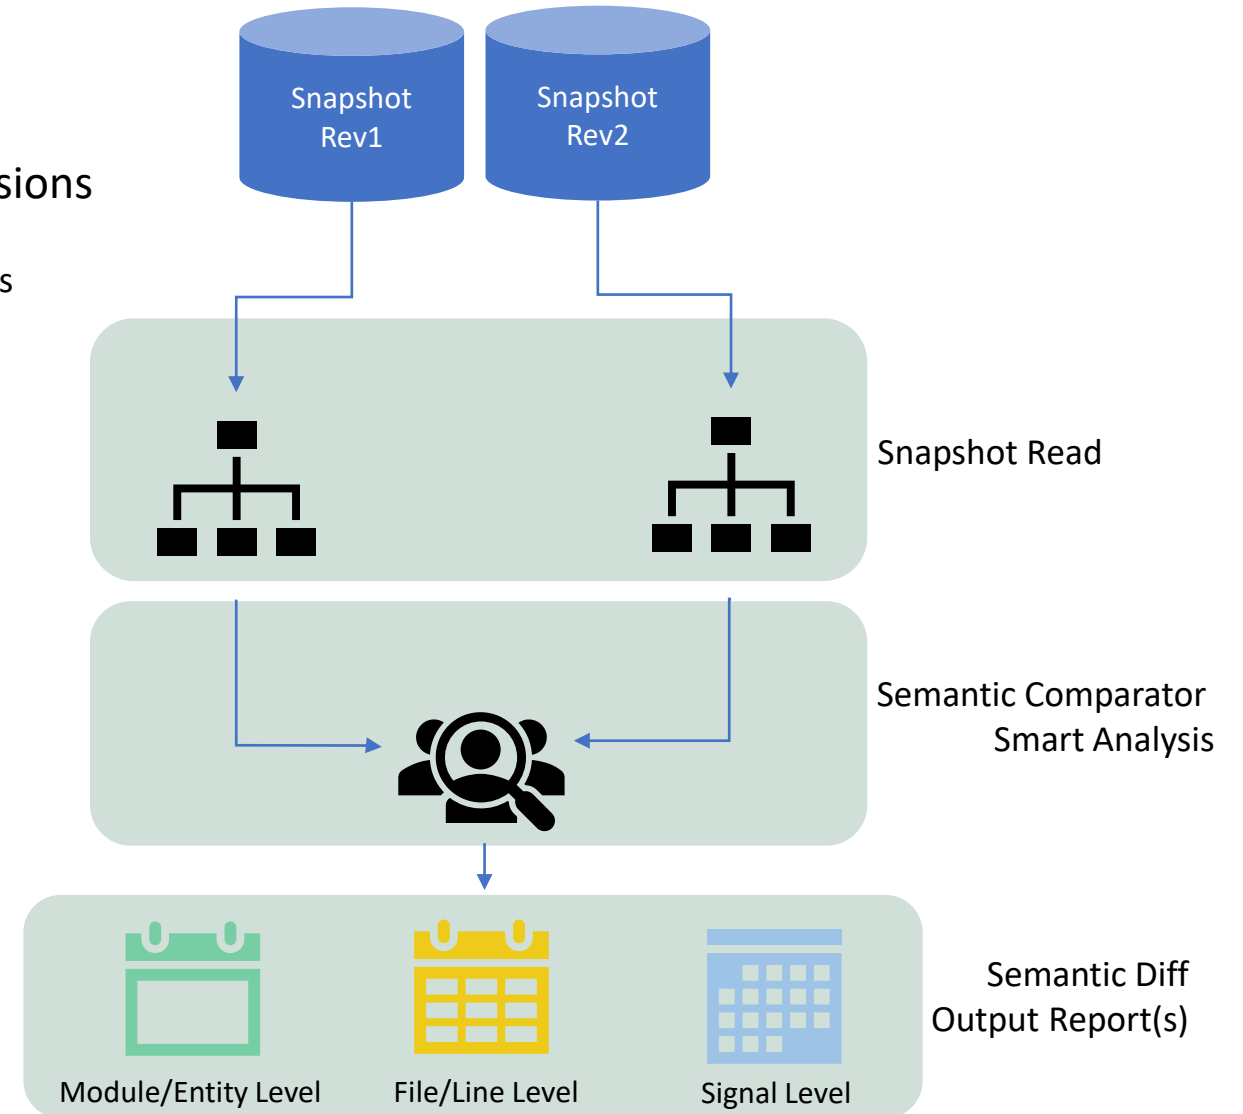 Snapshot
Rev1
Snapshot
Rev2
sions
s
Snapshot Read
Semantic Comparator
Smart Analysis
Semantic Diff
Output Report(s)
Module/Entity Level
File/Line Level
Signal Level